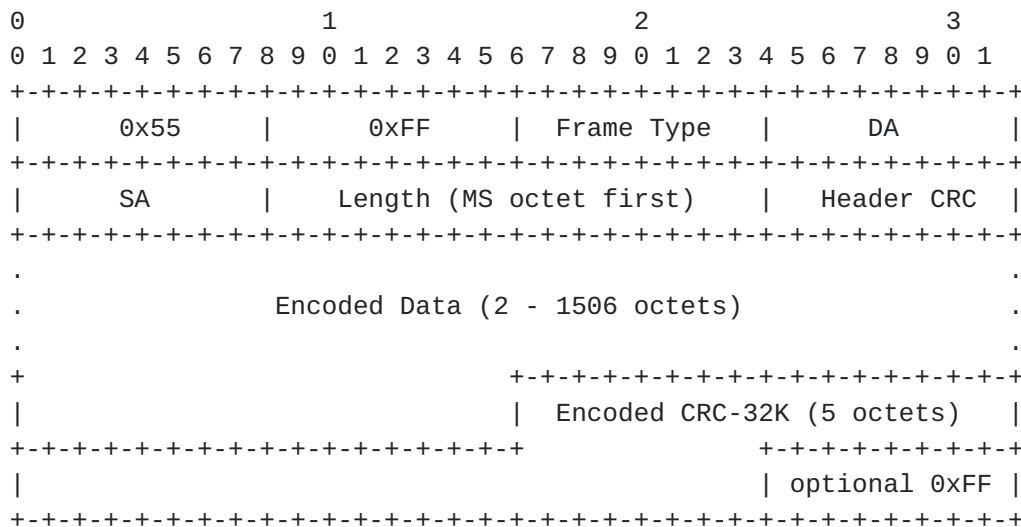 0                   1                   2                   3
0 1 2 3 4 5 6 7 8 9 0 1 2 3 4 5 6 7 8 9 0 1 2 3 4 5 6 7 8 9 0 1
+-+-+-+-+-+-+-+-+-+-+-+-+-+-+-+-+-+-+-+-+-+-+-+-+-+-+-+-+-+-+-+-+
|      0x55     |      0xFF     |  Frame Type   |      DA       |
+-+-+-+-+-+-+-+-+-+-+-+-+-+-+-+-+-+-+-+-+-+-+-+-+-+-+-+-+-+-+-+-+
|      SA       |    Length (MS octet first)    |   Header CRC  |
+-+-+-+-+-+-+-+-+-+-+-+-+-+-+-+-+-+-+-+-+-+-+-+-+-+-+-+-+-+-+-+-+
.                                                               .
.                Encoded Data (2 - 1506 octets)                 .
.                                                               .
+                               +-+-+-+-+-+-+-+-+-+-+-+-+-+-+-+-+
|                               |  Encoded CRC-32K (5 octets)   |
+-+-+-+-+-+-+-+-+-+-+-+-+-+-+-+-+               +-+-+-+-+-+-+-+-+
|                                               | optional 0xFF |
+-+-+-+-+-+-+-+-+-+-+-+-+-+-+-+-+-+-+-+-+-+-+-+-+-+-+-+-+-+-+-+-+